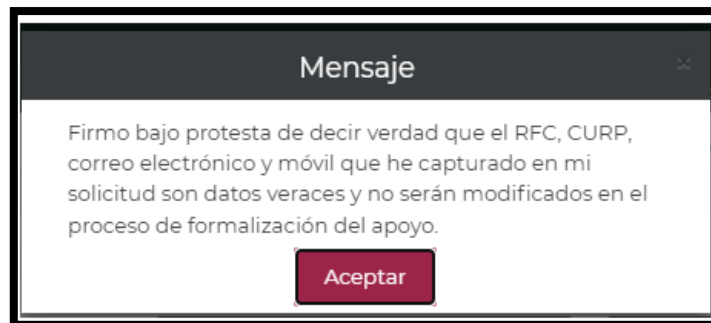 Mensaje
Firmo bajo protesta de decir verdad que el RFC, CURP,
correo electrónico y móvil que he capturado en mi
solicitud son datos veraces y no serán modificados en el
proceso de formalización del apoyo.
Aceptar